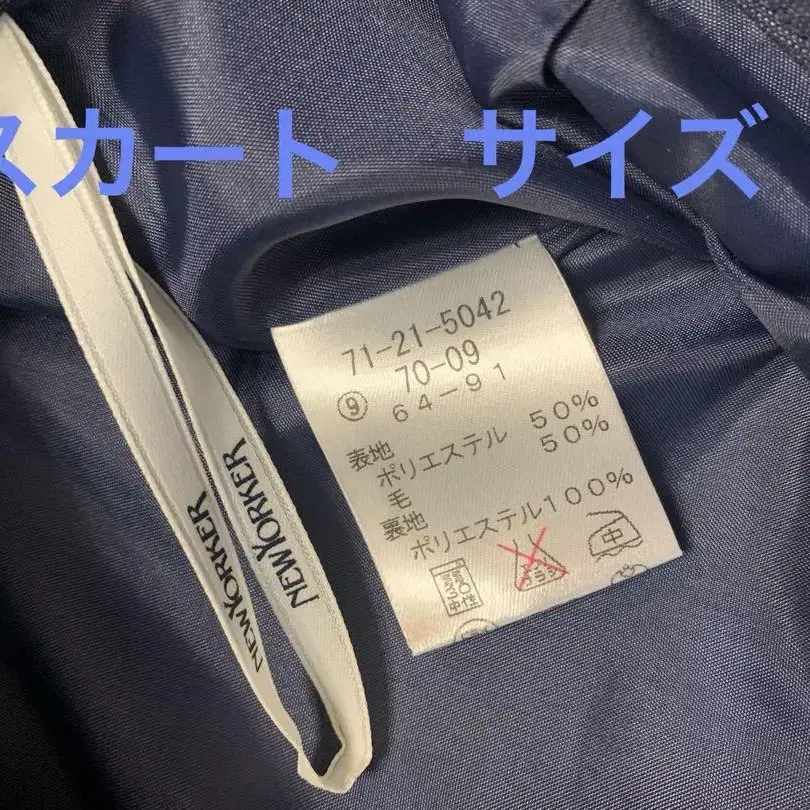 スカート　サイズ
71-21-5042
70-09
⑨ 64-91
表地
ポリエステル 50%
毛 50%
裏地
ポリエステル100%
中
中性
NEWYORKER
NEWYORKER